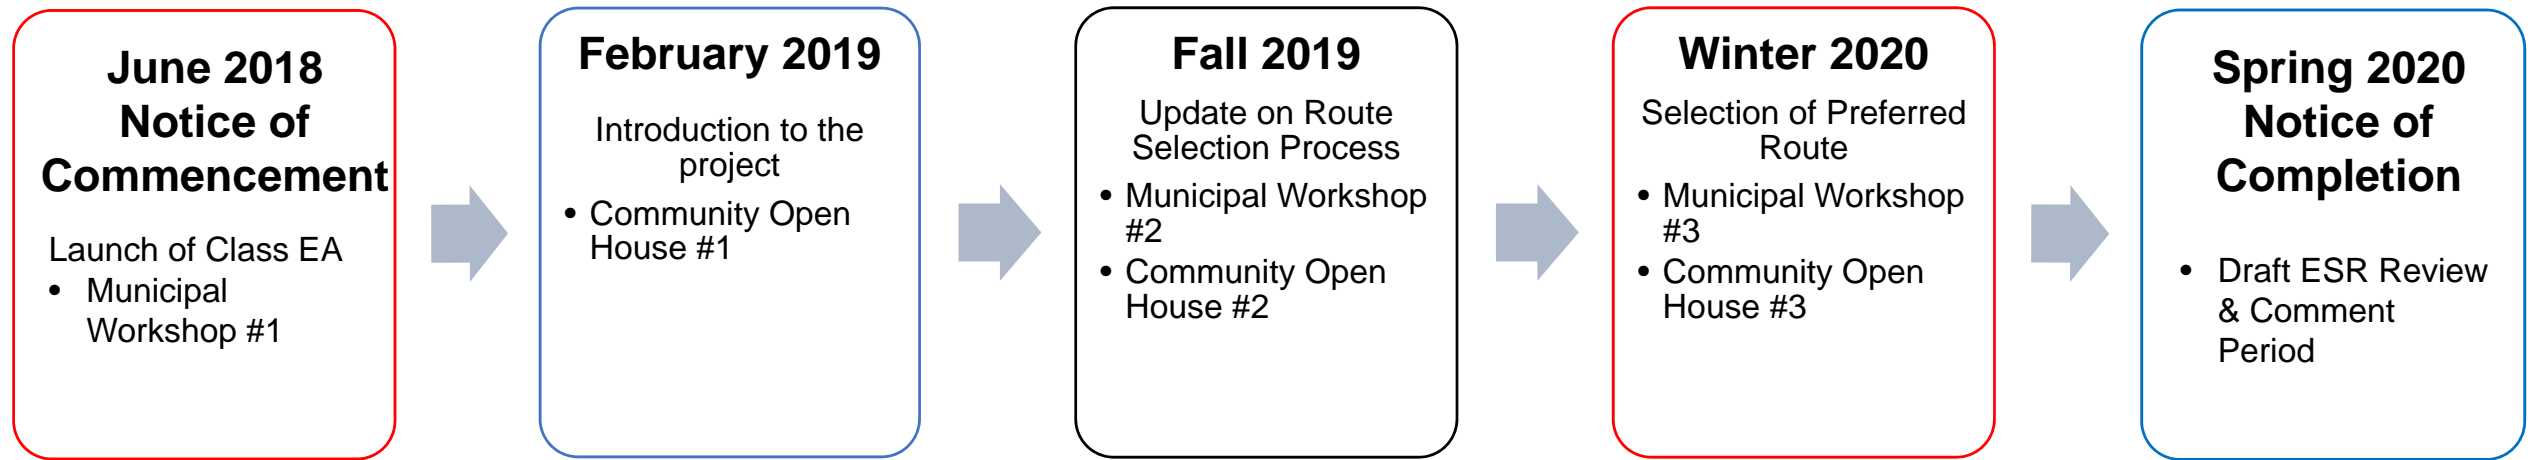 June 2018
Notice of
Commencement
Launch of Class EA
• Municipal
Workshop #1
February 2019
Introduction to the
project
• Community Open
House #1
Fall 2019
Update on Route
Selection Process
• Municipal Workshop
#2
• Community Open
House #2
Winter 2020
Selection of Preferred
Route
• Municipal Workshop
#3
• Community Open
House #3
Spring 2020
Notice of
Completion
• Draft ESR Review
& Comment
Period